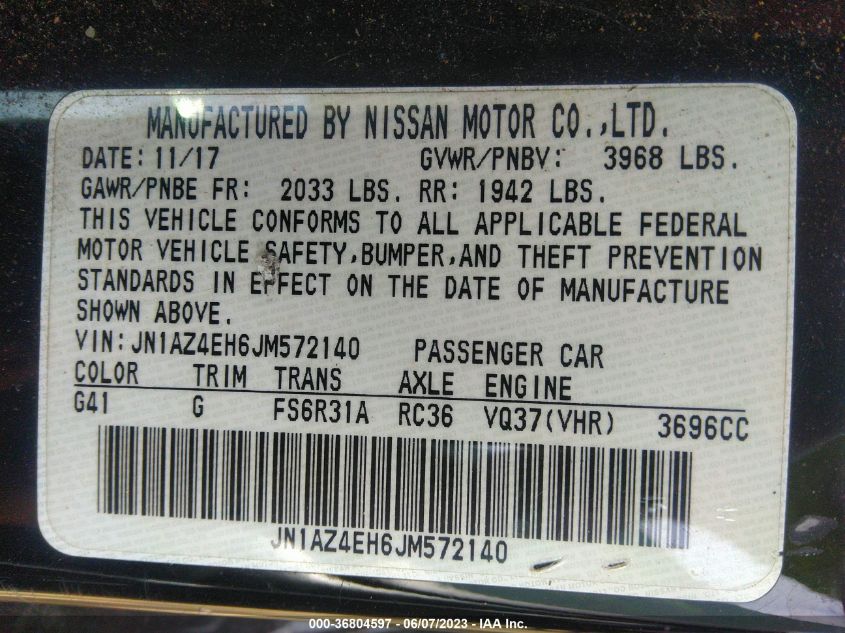 MANUFACTURED BY NISSAN MOTOR CO.,LTD.
DATE: 11/17 GVWR/PNBV: 3968 LBS.
GAWR/PNBE FR: 2033 LBS. RR: 1942 LBS.
THIS VEHICLE CONFORMS TO ALL APPLICABLE FEDERAL
MOTOR VEHICLE SAFETY,BUMPER,AND THEFT PREVENTION
STANDARDS IN EFFECT ON THE DATE OF MANUFACTURE
SHOWN ABOVE.
VIN:JN1AZ4EH6JM572140 PASSENGER CAR
COLOR TRIM TRANS AXLE ENGINE
G41 G FS6R31A RC36 VQ37(VHR) 3696CC
JN1AZ4EH6JM572140
000-36804597 - 06/07/2023 - IAA Inc.